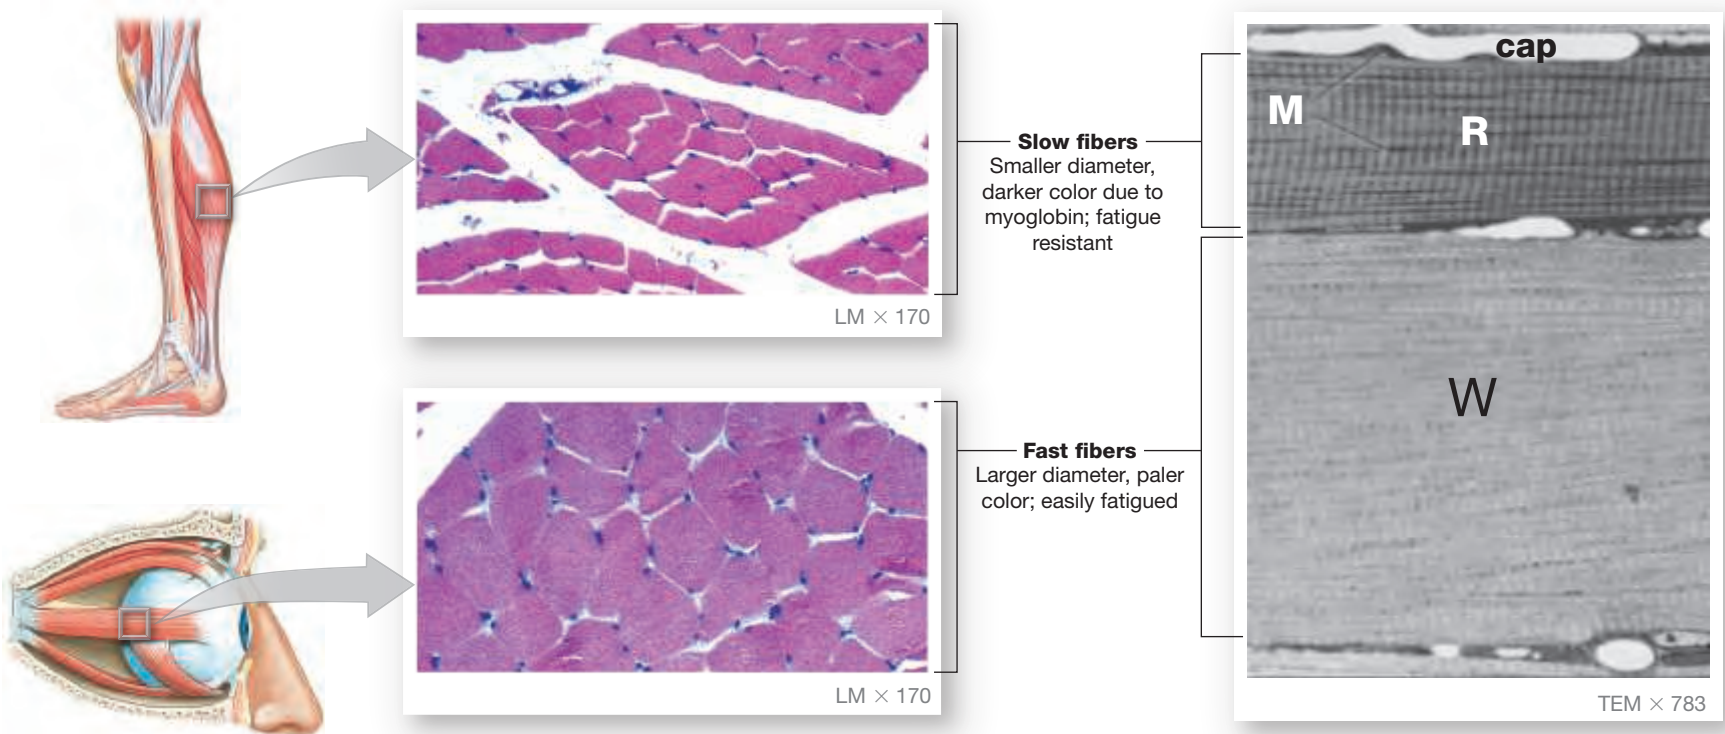 LM × 170
Slow fibers
Smaller diameter,
darker color due to
myoglobin; fatigue
resistant
LM × 170
Fast fibers
Larger diameter, paler
color; easily fatigued
cap
M
R
W
TEM × 783